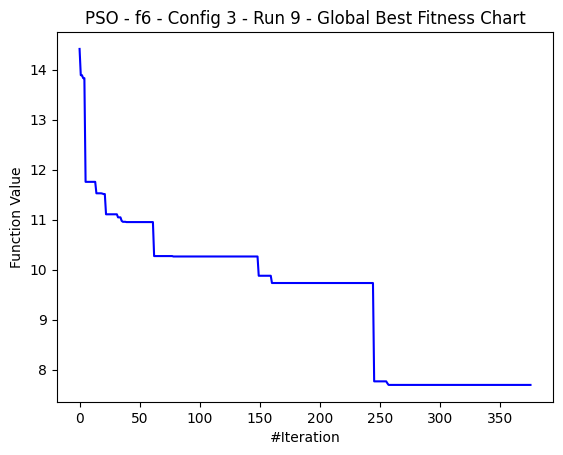 PSO - f6 - Config 3 - Run 9 - Global Best Fitness Chart
Function Value
14
13
12
11
10
9
8
0 50 100 150 200 250 300 350
#Iteration